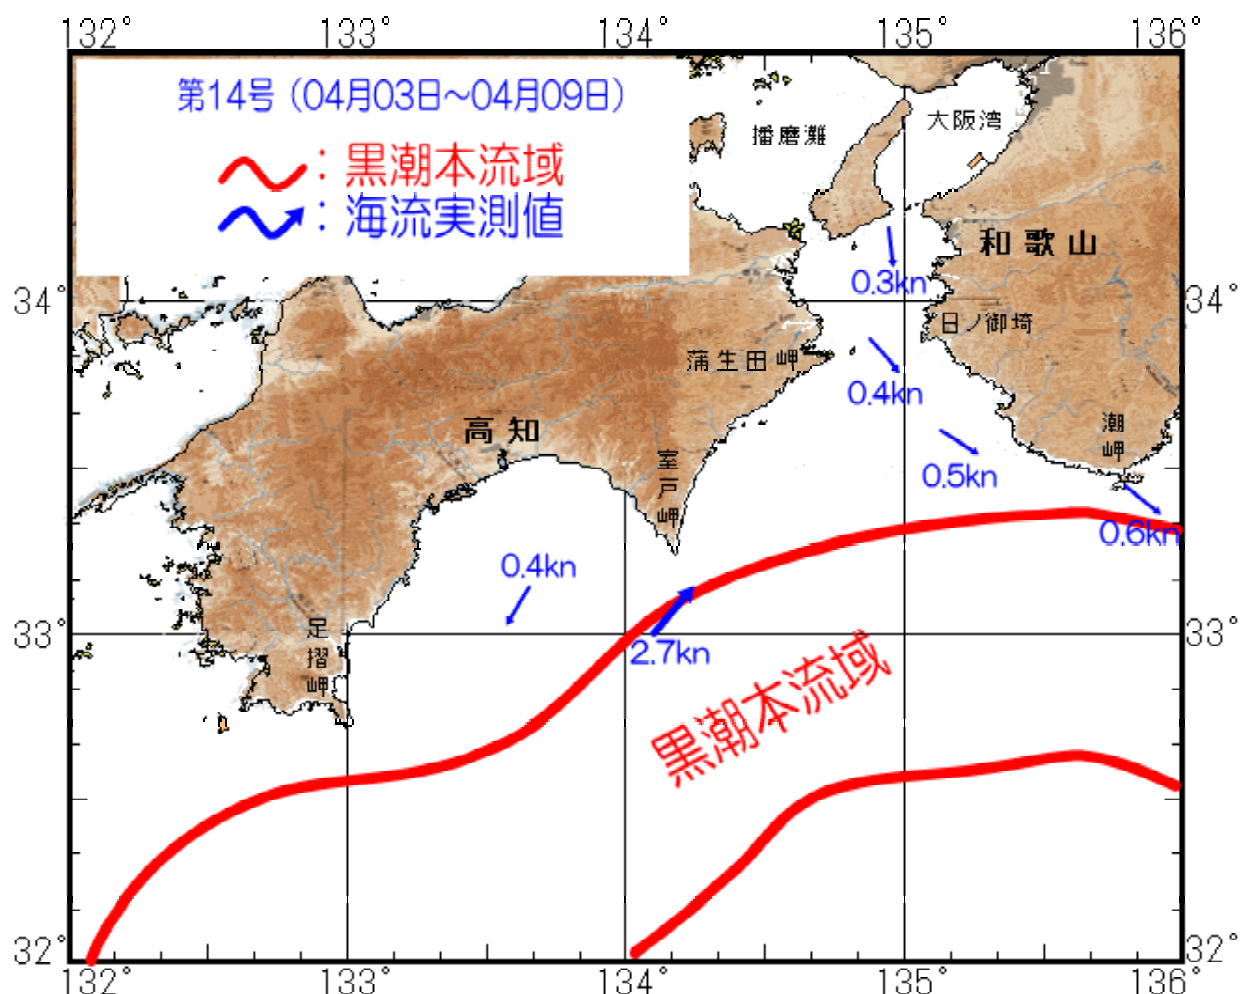 132° 133° 134° 135° 136°
第14号（04月03日～04月09日）
：黒潮本流域
：海流実測値
播磨灘
大阪湾
和歌山
0.3kn
34°
34°
日ノ御埼
蒲生田岬
0.4kn
高知
潮岬
室戸岬
0.5kn
0.6kn
0.4kn
33°
33°
足摺岬
2.7kn
黒潮本流域
32°
32°
132° 133° 134° 135° 136°